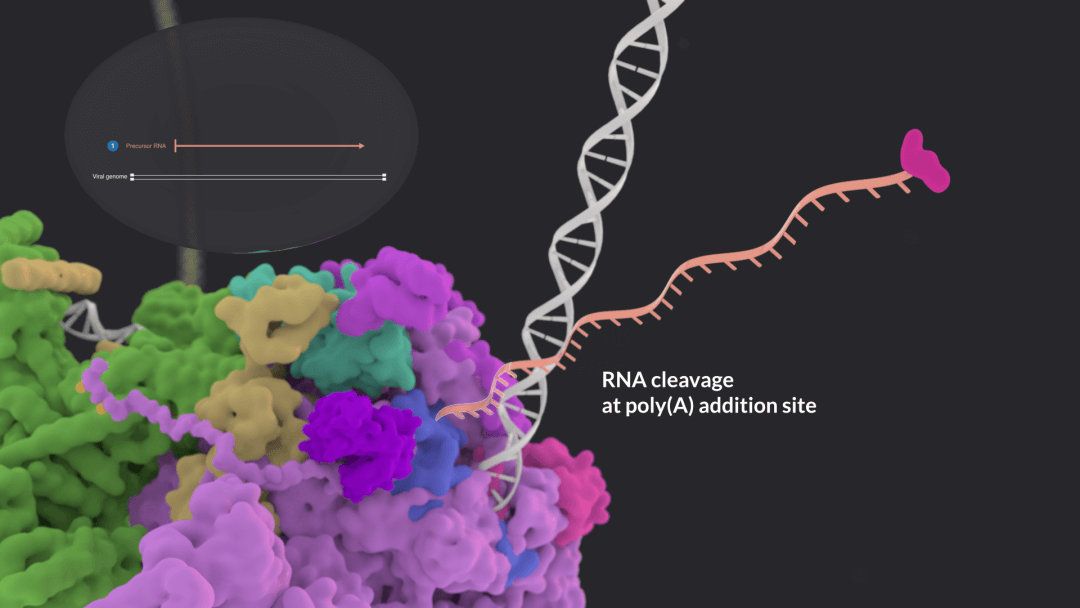 1 Precursor RNA
Viral genome
RNA cleavage
at poly(A) addition site